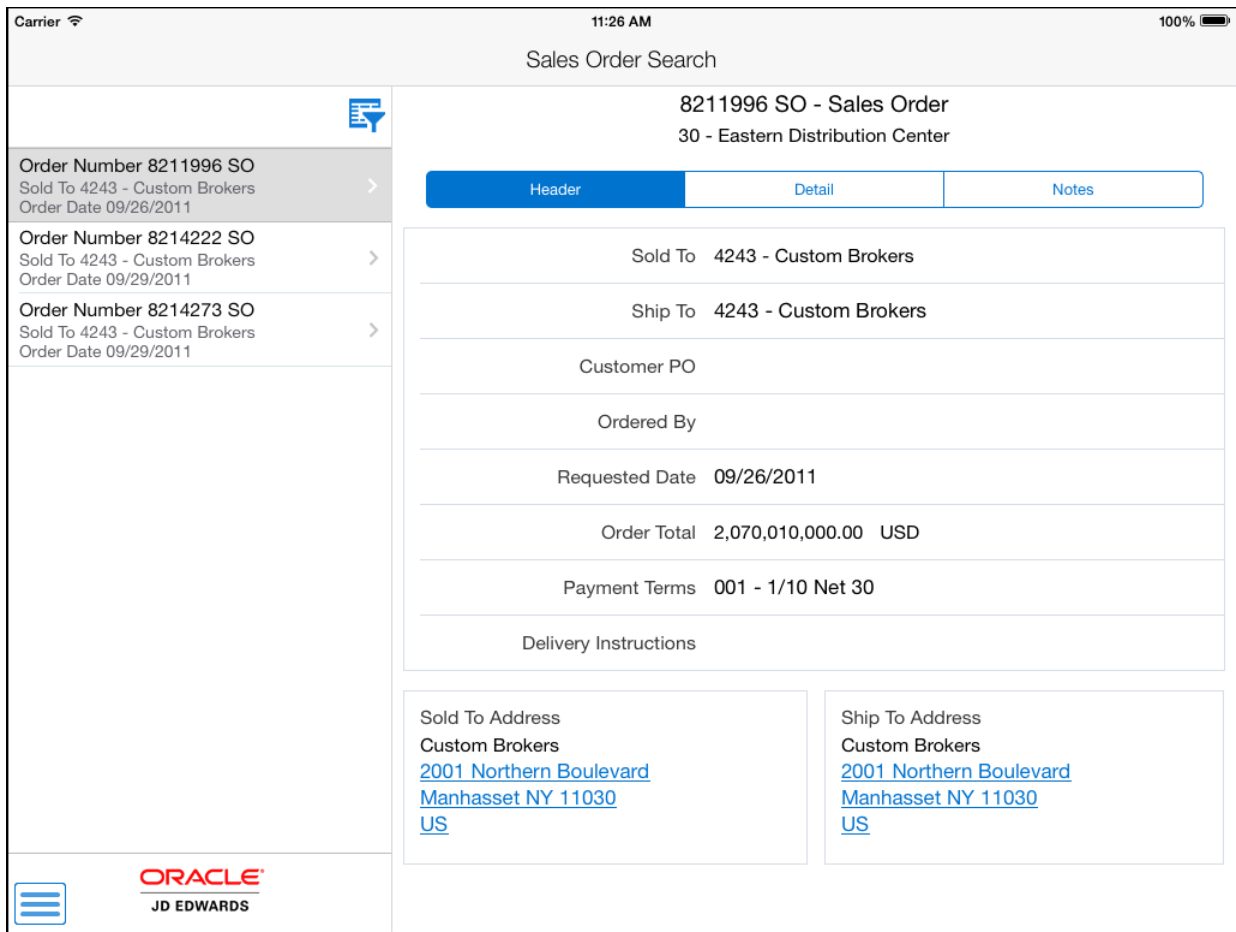 Carrier
11:26 AM
100%
Sales Order Search
Order Number 8211996 SO
Sold To 4243 - Custom Brokers
Order Date 09/26/2011
Order Number 8214222 SO
Sold To 4243 - Custom Brokers
Order Date 09/29/2011
Order Number 8214273 SO
Sold To 4243 - Custom Brokers
Order Date 09/29/2011
ORACLE
JD EDWARDS
8211996 SO - Sales Order
30 - Eastern Distribution Center
Header Detail Notes
Sold To 4243 - Custom Brokers
Ship To 4243 - Custom Brokers
Customer PO
Ordered By
Requested Date 09/26/2011
Order Total 2,070,010,000.00 USD
Payment Terms 001 - 1/10 Net 30
Delivery Instructions
Sold To Address
Custom Brokers
2001 Northern Boulevard
Manhasset NY 11030
US
Ship To Address
Custom Brokers
2001 Northern Boulevard
Manhasset NY 11030
US